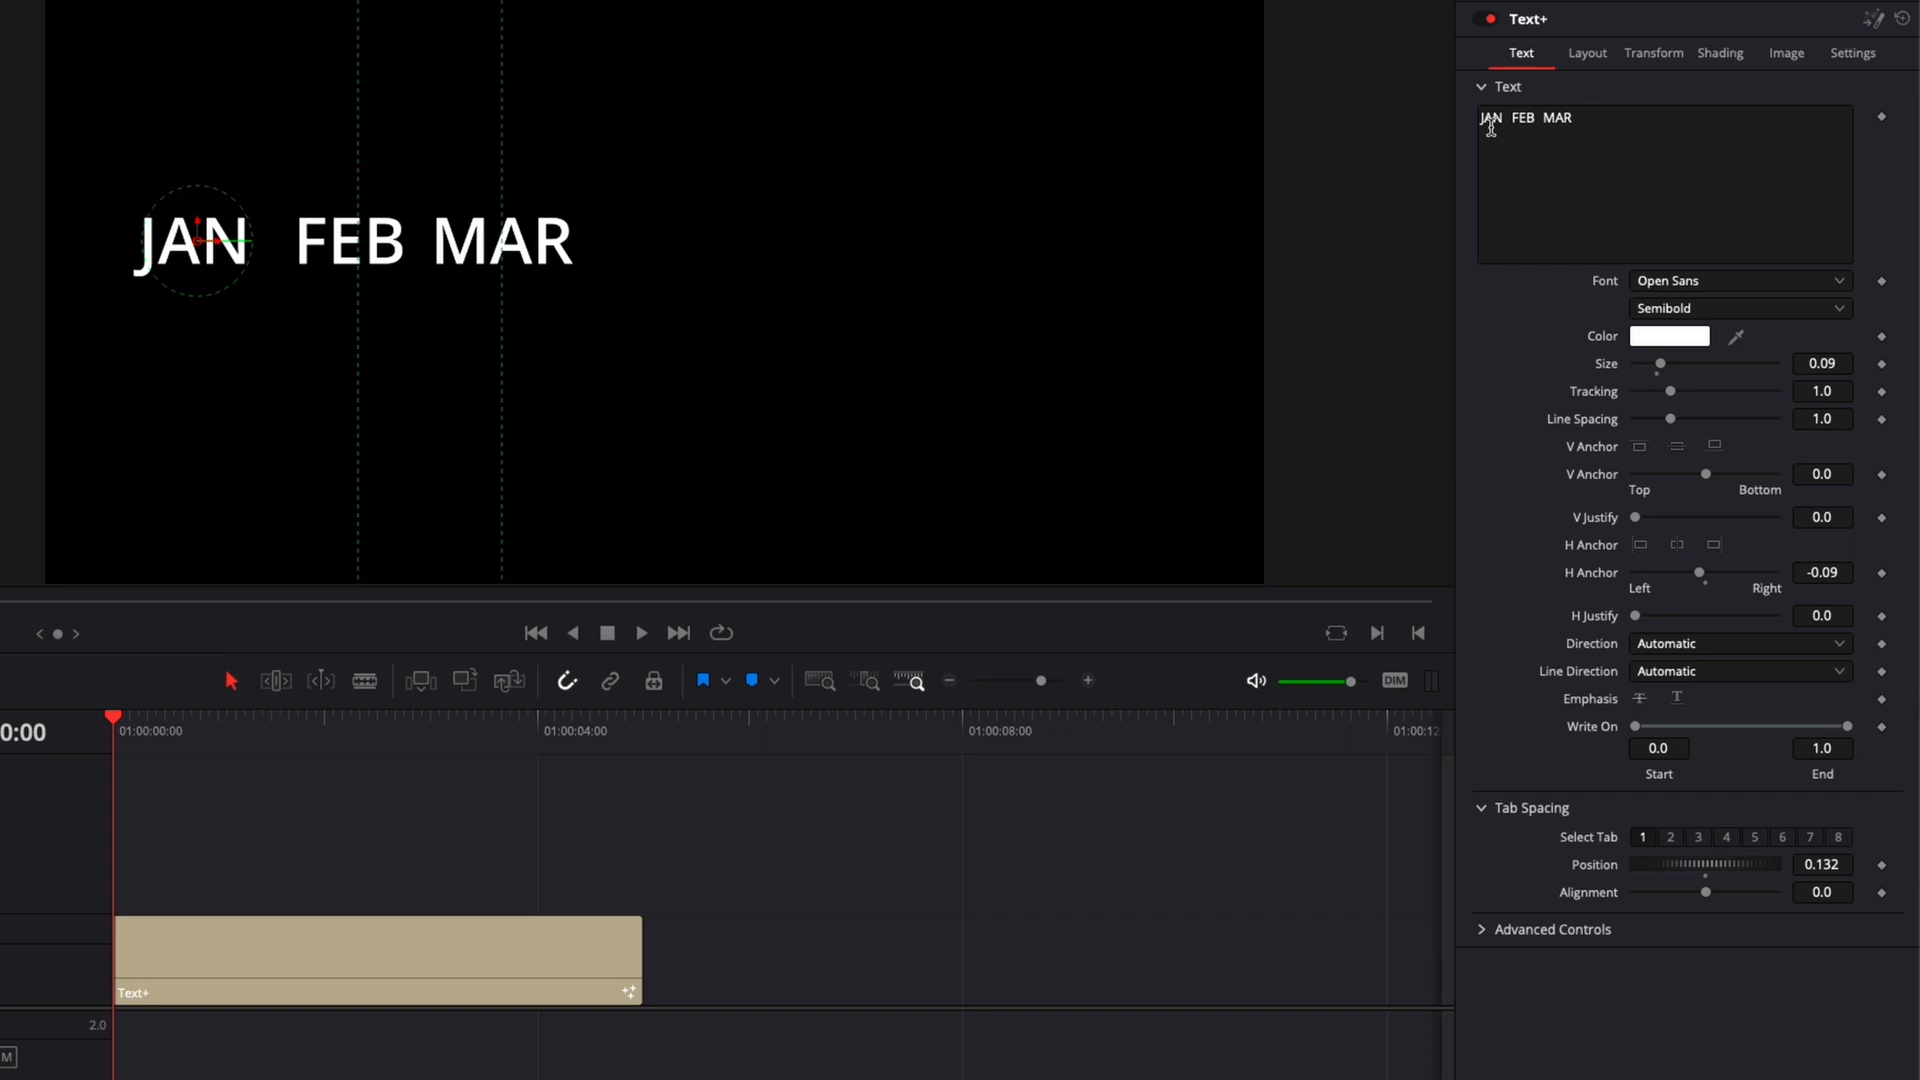 Text+
Text Layout Transform Shading Image Settings
Text
JAN FEB MAR
JAN FEB MAR
Font Open Sans
Semibold
Color
Size 0.09
Tracking 1.0
Line Spacing 1.0
V Anchor
V Anchor 0.0
Top Bottom
V Justify 0.0
H Anchor
H Anchor -0.09
Left Right
H Justify 0.0
Direction Automatic
Line Direction Automatic
Emphasis
Write On
0.0 1.0
Start End
Tab Spacing
Select Tab 1 2 3 4 5 6 7 8
Position 0.132
Alignment 0.0
Advanced Controls
DIM
0:00
01:00:00:00 01:00:04:00 01:00:08:00 01:00:12
Text+
2.0
M